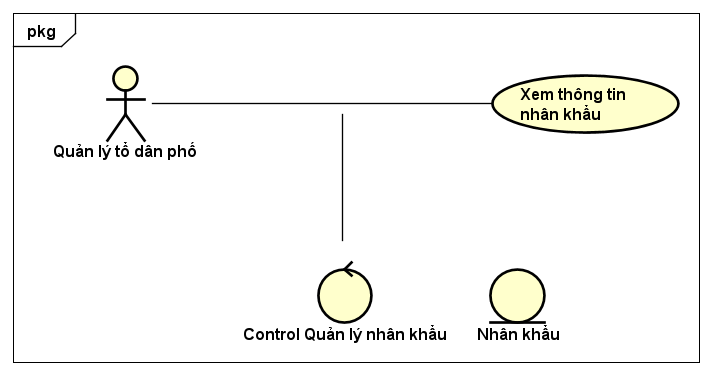 pkg
Xem thông tin
nhân khẩu
Quản lý tổ dân phố
Control Quản lý nhân khẩu
Nhân khẩu